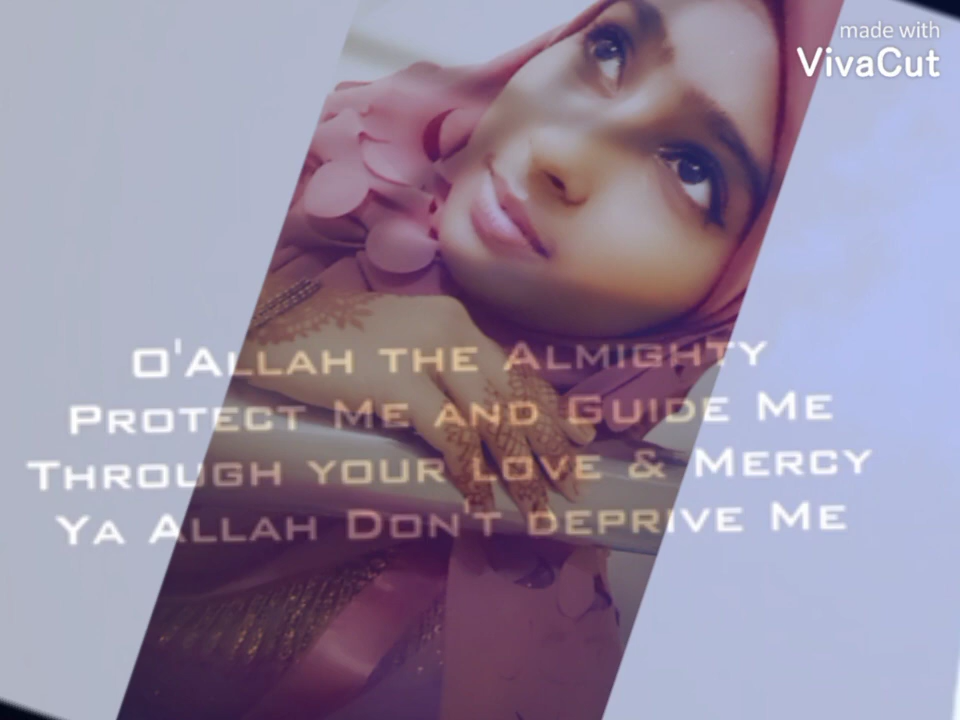 made with
VivaCut
O'Allah the Almighty
Protect Me and Guide Me
Through your love & Mercy
Ya Allah Don't deprive Me